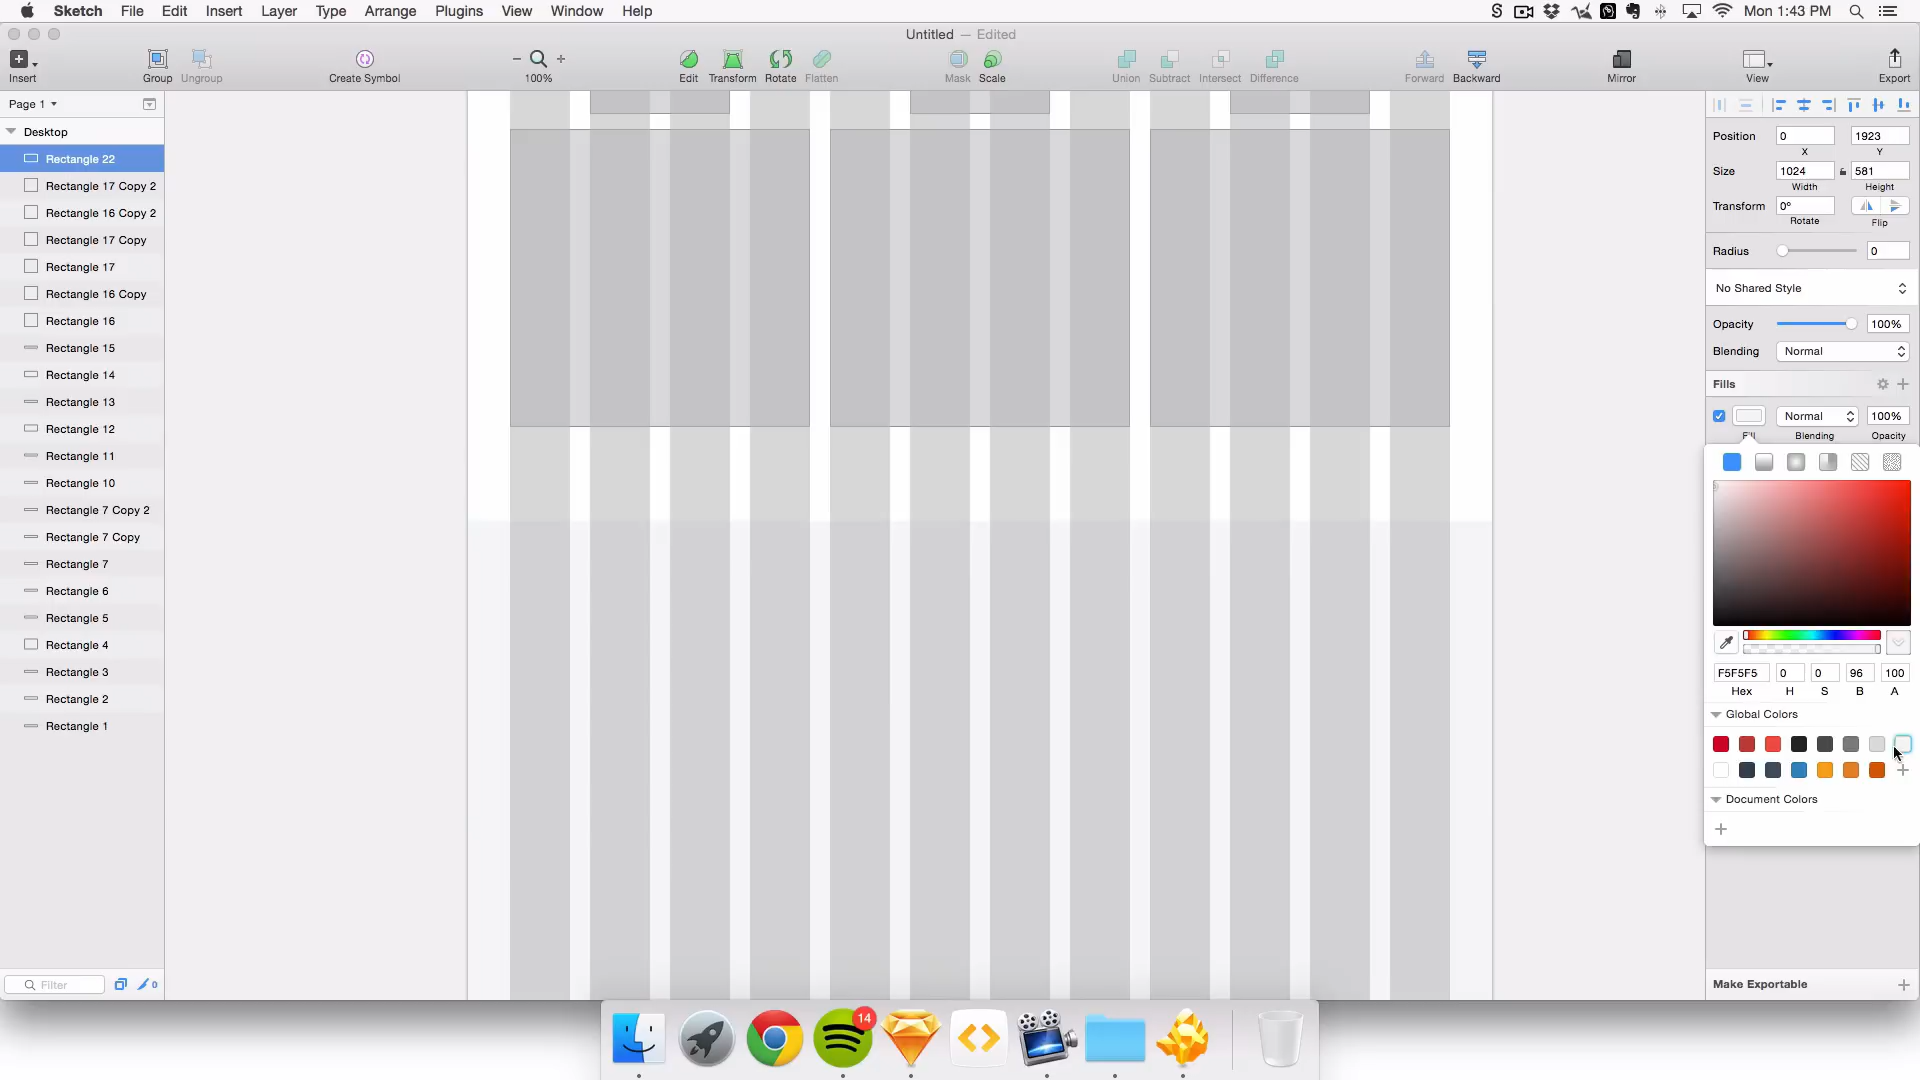 Sketch File Edit Insert Layer Type Arrange Plugins View Window Help Mon 1:43 PM
Untitled — Edited
Insert Group Ungroup Create Symbol 100% Edit Transform Rotate Flatten Mask Scale Union Subtract Intersect Difference Forward Backward Mirror View Export
Page 1
Desktop
Rectangle 22
Rectangle 17 Copy 2
Rectangle 16 Copy 2
Rectangle 17 Copy
Rectangle 17
Rectangle 16 Copy
Rectangle 16
Rectangle 15
Rectangle 14
Rectangle 13
Rectangle 12
Rectangle 11
Rectangle 10
Rectangle 7 Copy 2
Rectangle 7 Copy
Rectangle 7
Rectangle 6
Rectangle 5
Rectangle 4
Rectangle 3
Rectangle 2
Rectangle 1
Filter 0
Position 0 1923
X Y
Size 1024 581
Width Height
Transform 0º
Rotate Flip
Radius 0
No Shared Style
Opacity 100%
Blending Normal
Fills
Normal 100%
Fill Blending Opacity
F5F5F5 0 0 96 100
Hex H S B A
Global Colors
Document Colors
Make Exportable
14